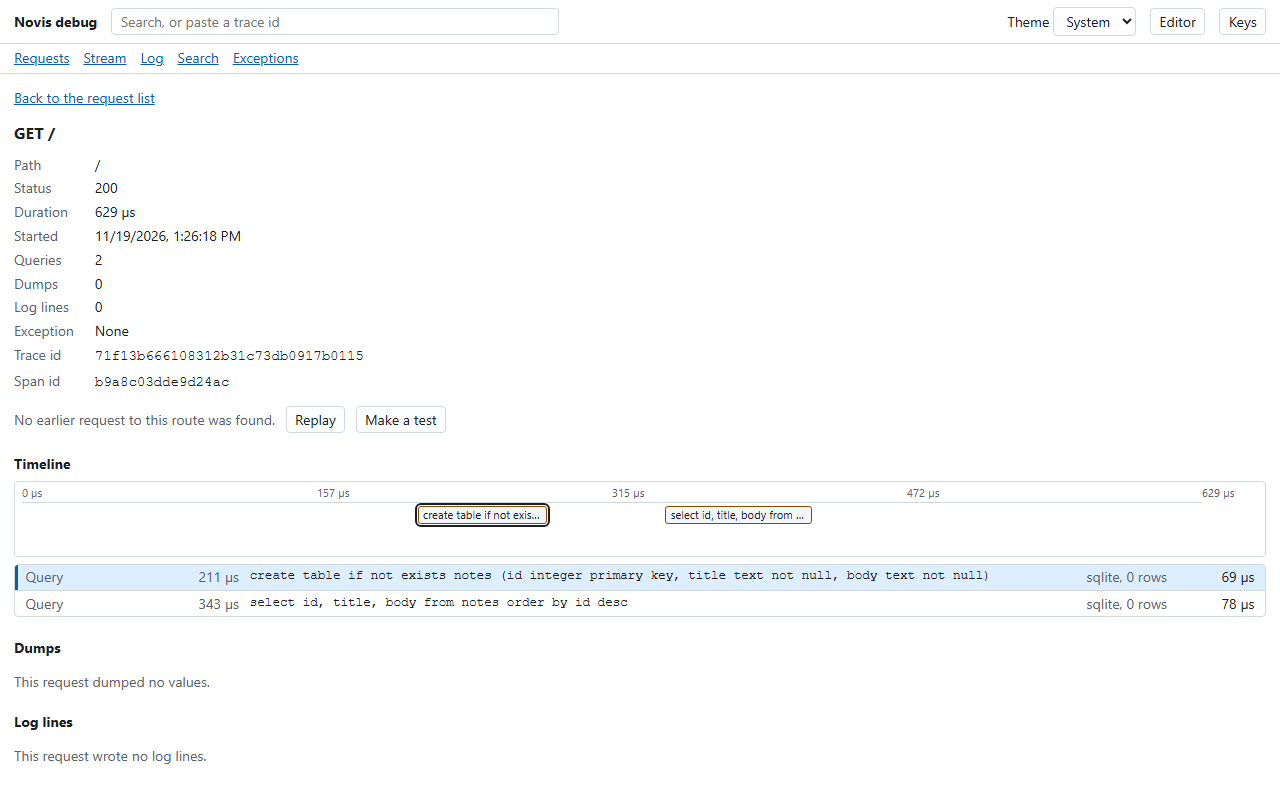 Novis debug Search, or paste a trace id Theme System Editor Keys
Requests Stream Log Search Exceptions
Back to the request list
GET /
Path /
Status 200
Duration 629 µs
Started 11/19/2026, 1:26:18 PM
Queries 2
Dumps 0
Log lines 0
Exception None
Trace id 71f13b666108312b31c73db0917b0115
Span id b9a8c03dde9d24ac
No earlier request to this route was found. Replay Make a test
Timeline
0 µs 157 µs 315 µs 472 µs 629 µs
create table if not exis... select id, title, body from ...
Query 211 µs create table if not exists notes (id integer primary key, title text not null, body text not null) sqlite, 0 rows 69 µs
Query 343 µs select id, title, body from notes order by id desc sqlite, 0 rows 78 µs
Dumps
This request dumped no values.
Log lines
This request wrote no log lines.